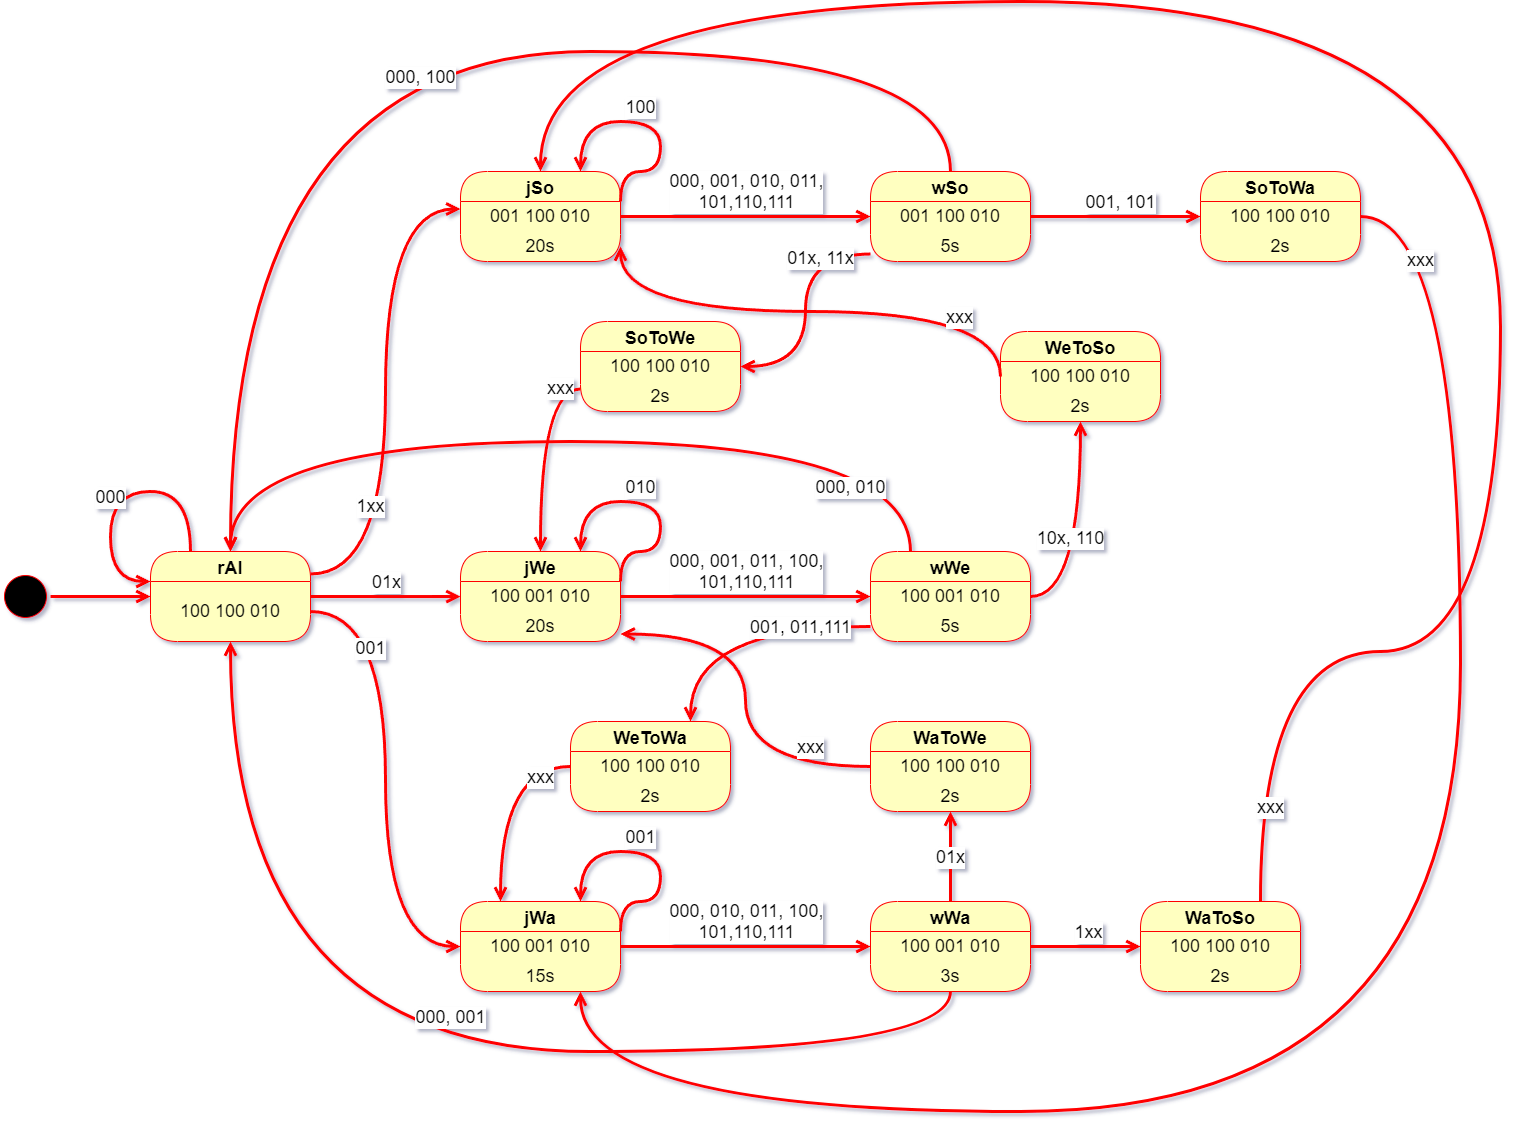 000, 100
100
jSo
001 100 010
20s
000, 001, 010, 011,
101,110,111
wSo
001 100 010
5s
001, 101
SoToWa
100 100 010
2s
01x, 11x
xxx
SoToWe
100 100 010
2s
xxx
WeToSo
100 100 010
2s
xxx
000
1xx
010
000, 010
rAl
100 100 010
01x
jWe
100 001 010
20s
000, 001, 011, 100,
101,110,111
wWe
100 001 010
5s
10x, 110
001
001, 011,111
WeToWa
100 100 010
2s
xxx
WaToWe
100 100 010
2s
xxx
xxx
001
01x
jWa
100 001 010
15s
000, 010, 011, 100,
101,110,111
wWa
100 001 010
3s
1xx
WaToSo
100 100 010
2s
000, 001